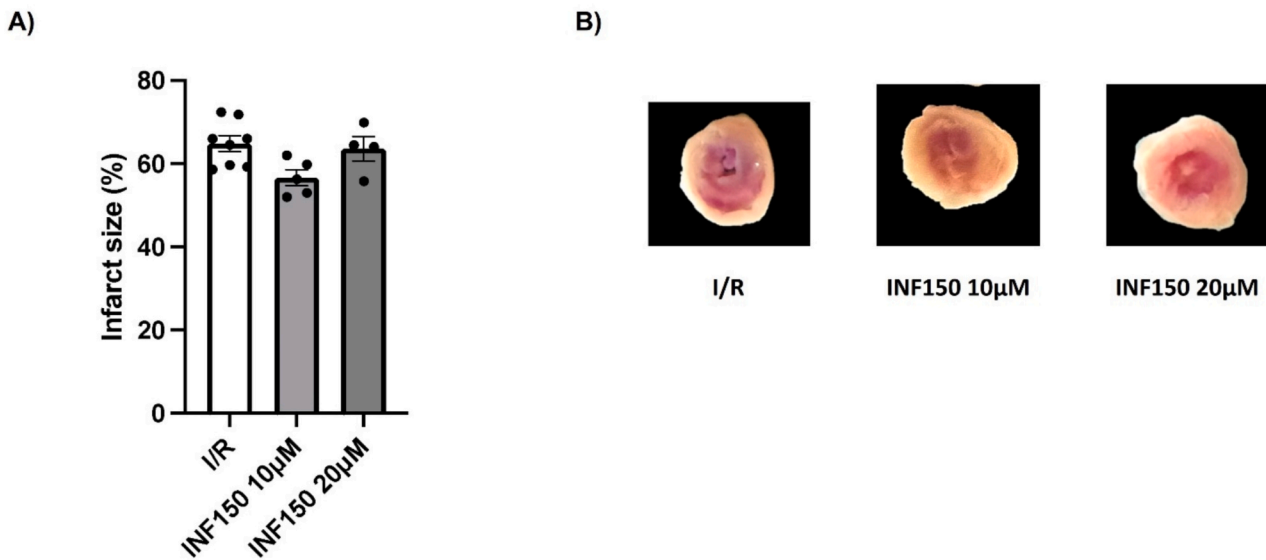 A)
B)
Infarct size (%)
80
60
40
20
0
I/R
INF150 10μM
INF150 20μM
I/R
INF150 10μM
INF150 20μM